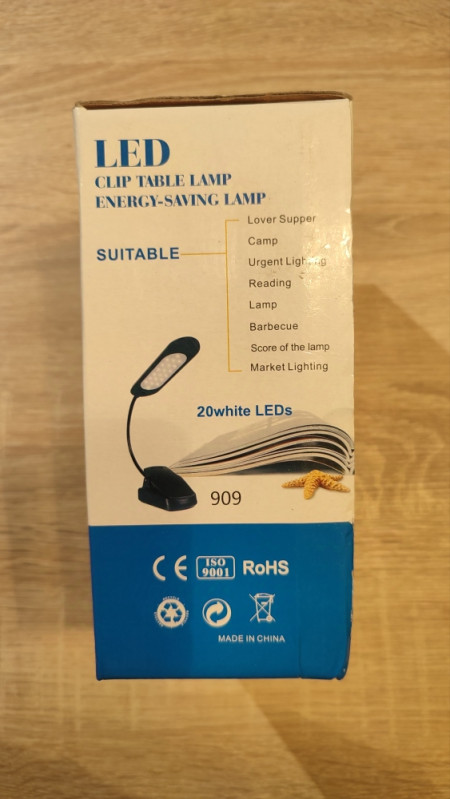 LED
CLIP TABLE LAMP
ENERGY-SAVING LAMP
SUITABLE
Lover Supper
Camp
Urgent Lighting
Reading
Lamp
Barbecue
Score of the lamp
Market Lighting
20white LEDs
909
CE
ISO
9001
RoHS
MADE IN CHINA